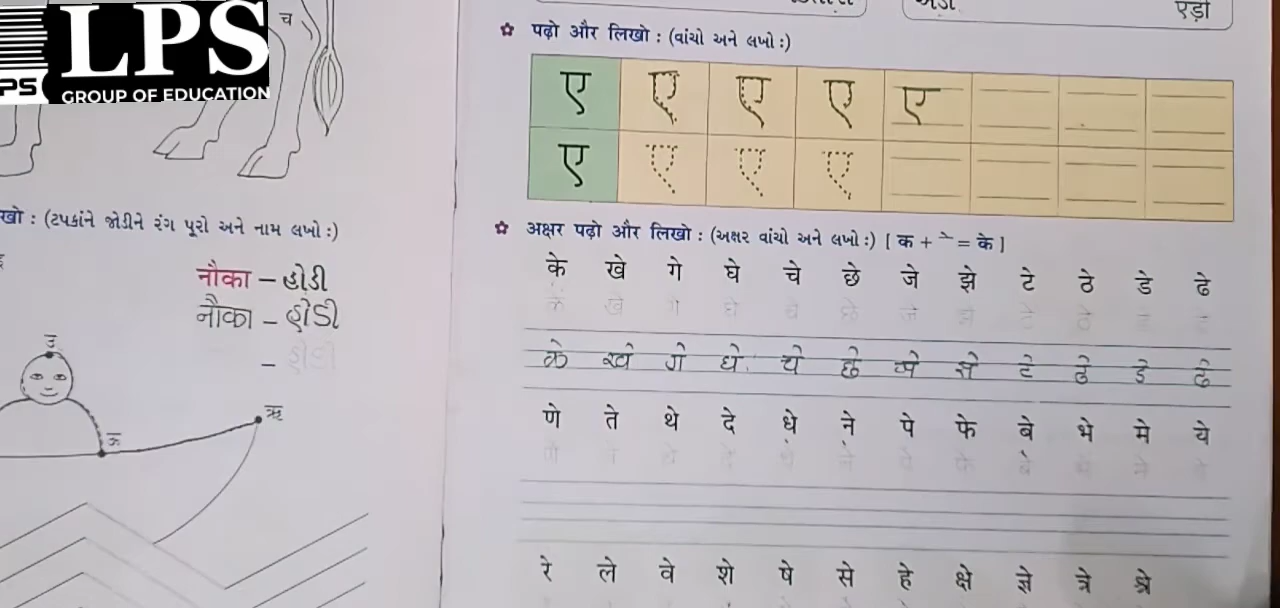 च
LPS
PS
GROUP OF EDUCATION
खो : (ટપકાંને જોડીને રંગ પૂરો અને નામ લખો :)
नौका – હોડી
नौका – હોડી
– હોડી
उ
ऊ
ऋ
एड़ी
पढ़ो और लिखो : (વાંચો અને લખો :)
ए ए ए ए ए
ए ए ए ए
अक्षर पढ़ो और लिखो : (અક્ષર વાંચો અને લખો :) [ क + े = के ]
के खे गे घे चे छे जे झे टे ठे डे ढे
के खे गे घे चे छे जे झे टे ठे डे ढे
के खे गे घे चे छे जे झे टे ठे डे ढे
णे ते थे दे धे ने पे फे बे भे मे ये
णे ते थे दे धे ने पे फे बे भे मे ये
रे ले वे शे षे से हे क्षे ज्ञे त्रे श्रे